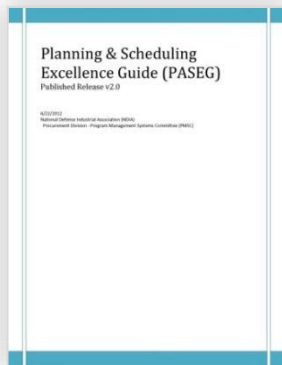 Planning & Scheduling
Excellence Guide (PASEG)
Published Release v2.0
6/22/2012
National Defense Industrial Association (NDIA)
Procurement Division - Program Management Systems Committee (PMSC)